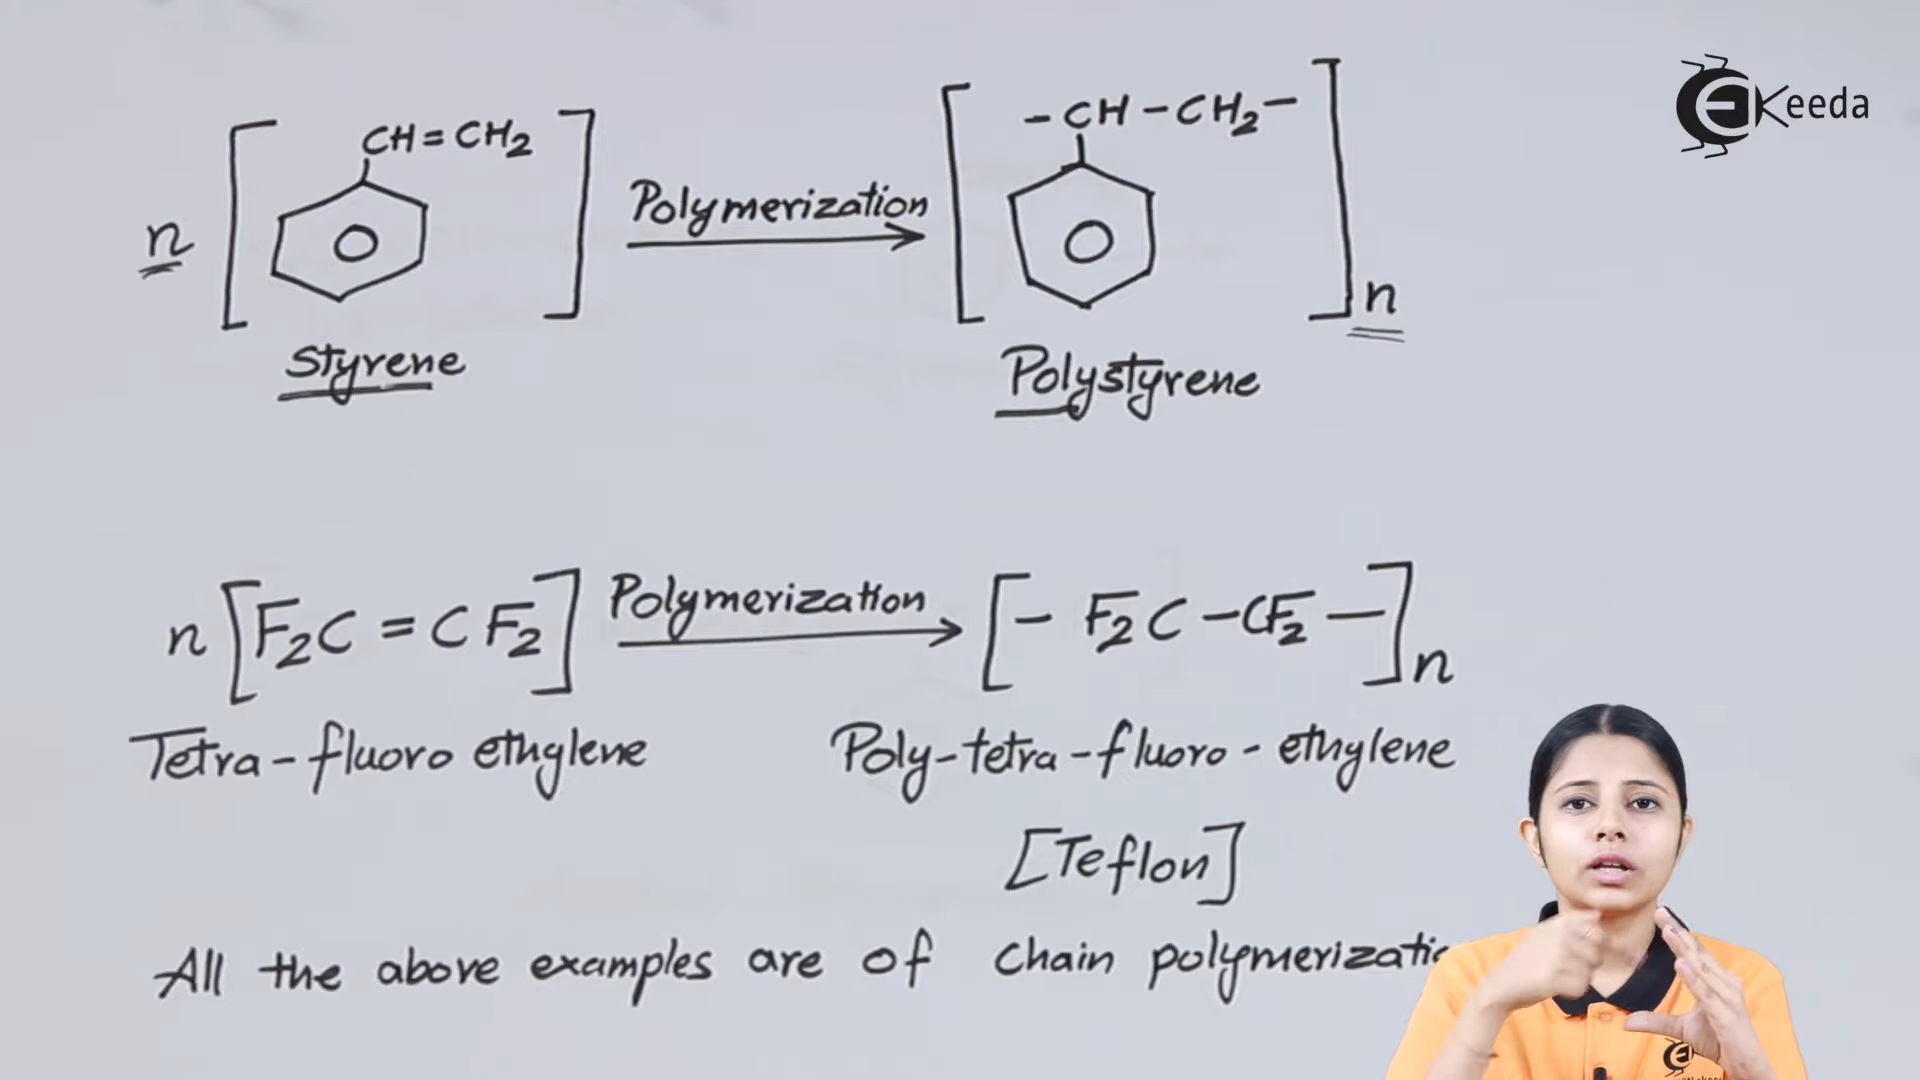 EKeeda
CH=CH2
n
Polymerization
Styrene
-CH-CH2-
n
Polystyrene
n[F2C=CF2]
Polymerization
[-F2C-CF2-]n
Tetra-fluoro ethylene
Poly-tetra-fluoro-ethylene
[Teflon]
All the above examples are of chain polymerizatio